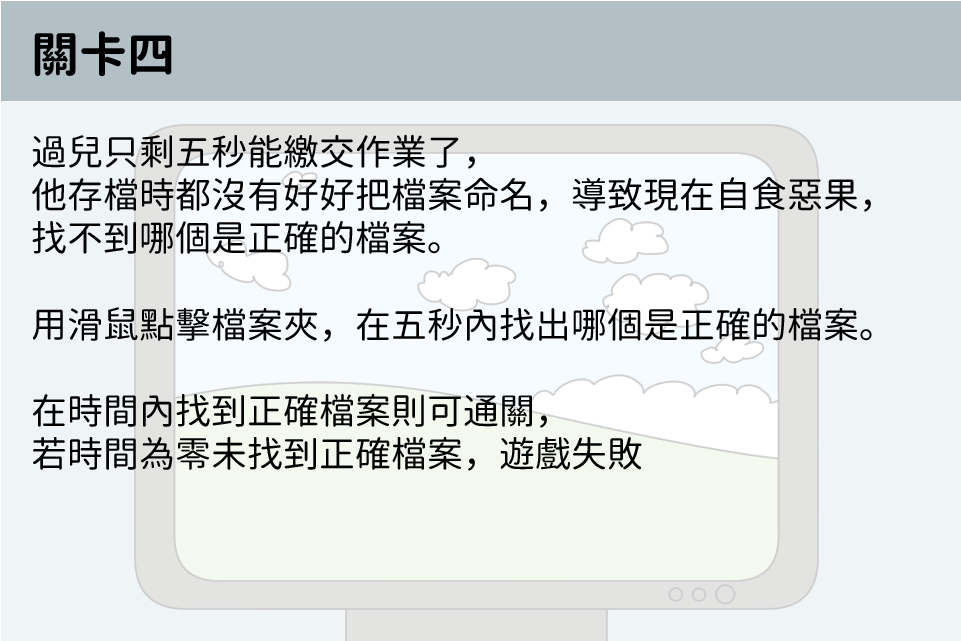 關卡四
過兒只剩五秒能繳交作業了，
他存檔時都沒有好好把檔案命名，導致現在自食惡果，
找不到哪個是正確的檔案。
用滑鼠點擊檔案夾，在五秒內找出哪個是正確的檔案。
在時間內找到正確檔案則可通關，
若時間為零未找到正確檔案，遊戲失敗